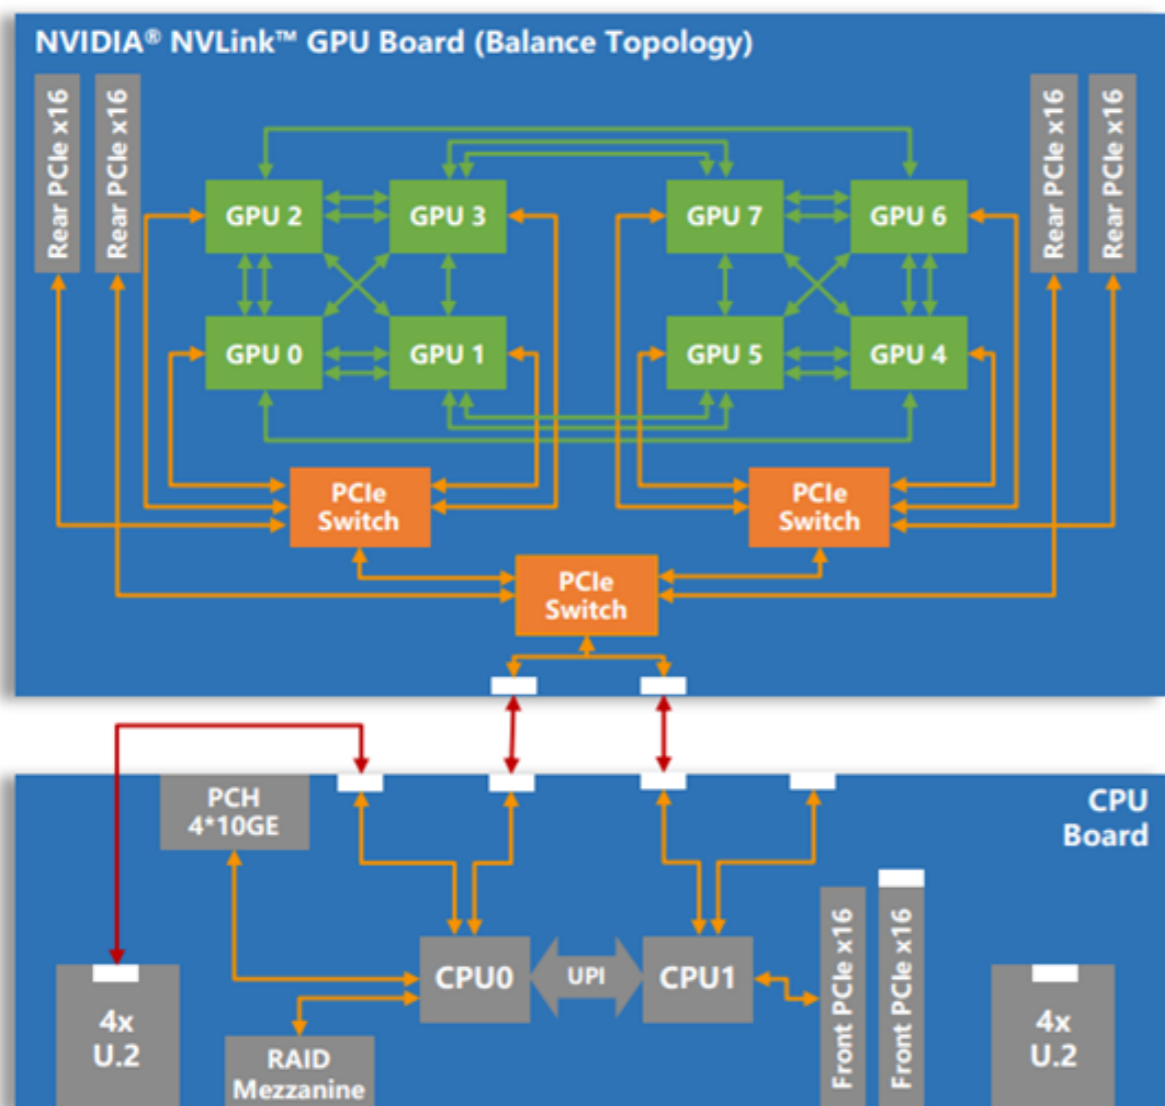 NVIDIA® NVLink™ GPU Board (Balance Topology)
Rear PCIe x16
Rear PCIe x16
Rear PCIe x16
Rear PCIe x16
GPU 2
GPU 3
GPU 7
GPU 6
GPU 0
GPU 1
GPU 5
GPU 4
PCIe
Switch
PCIe
Switch
PCIe
Switch
PCH
4*10GE
CPU
Board
CPU0
UPI
CPU1
Front PCIe x16
Front PCIe x16
4x
U.2
RAID
Mezzanine
4x
U.2